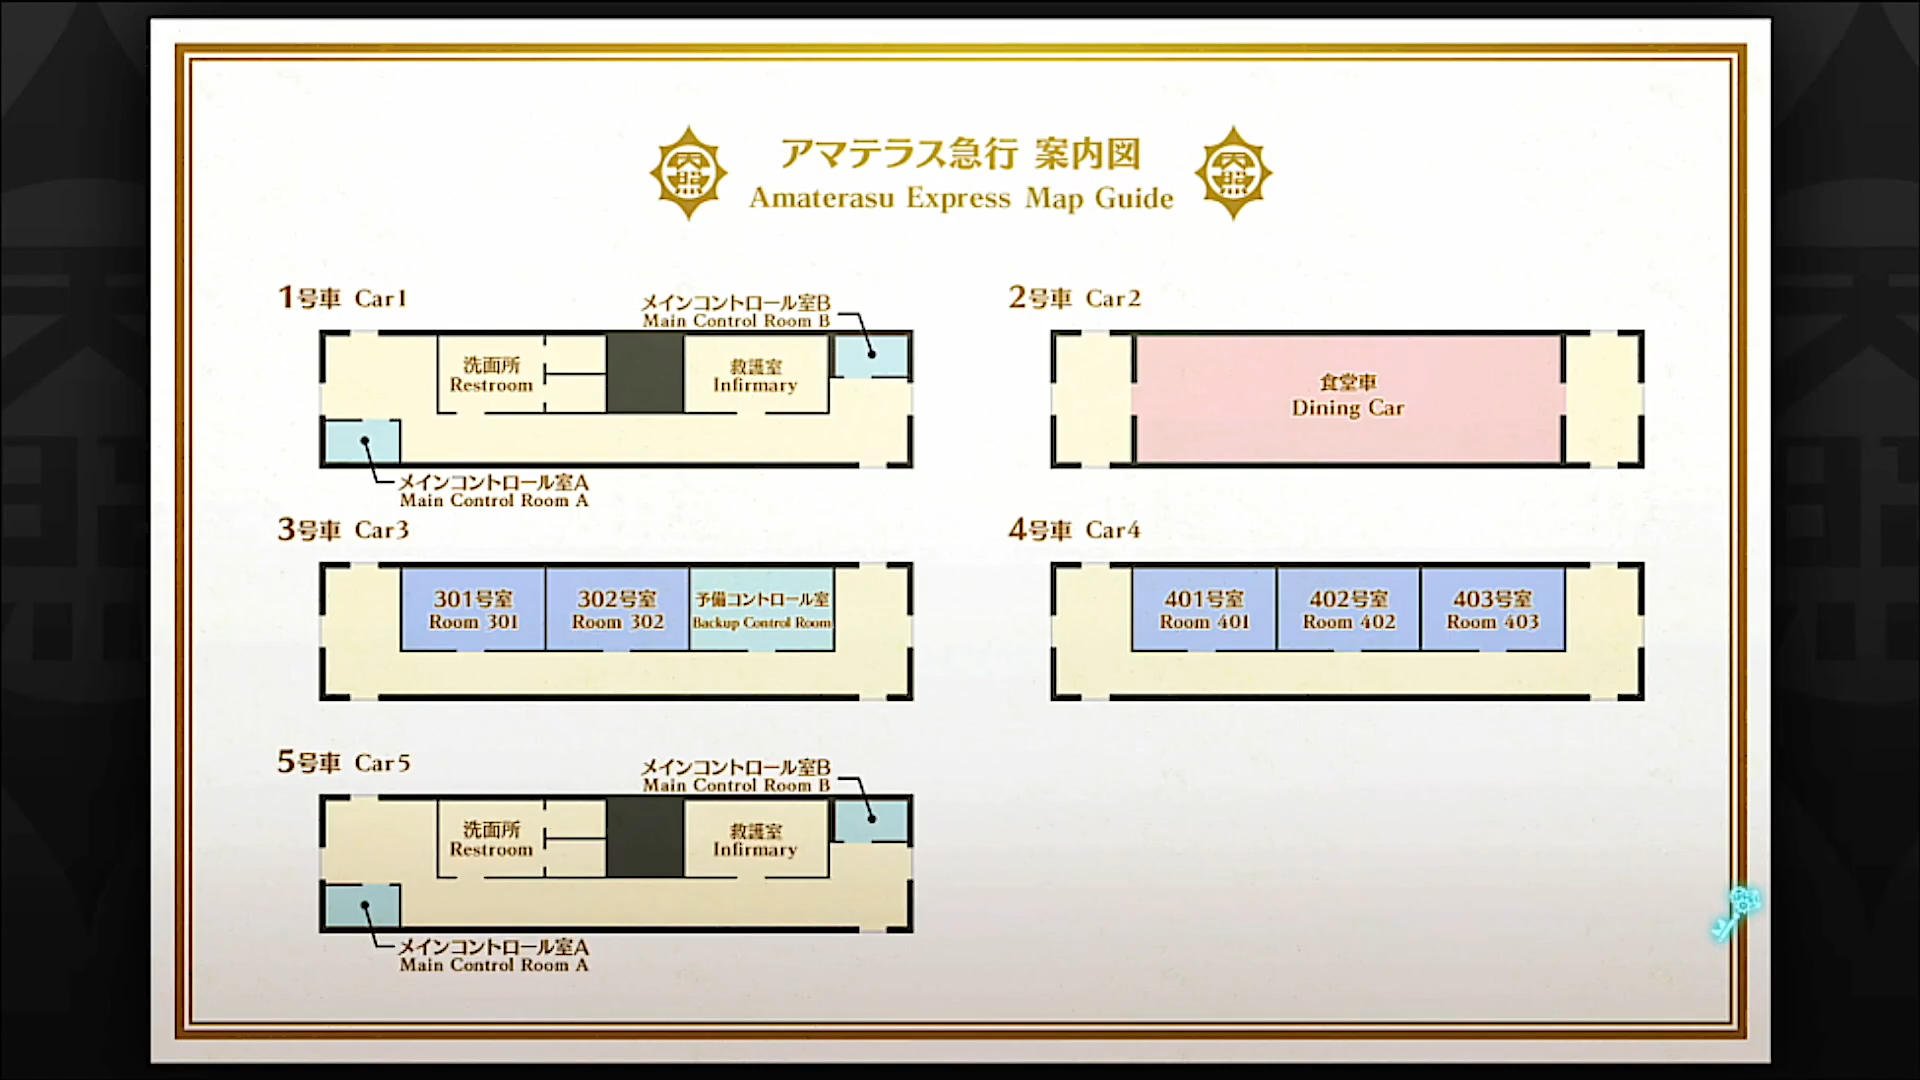 アマテラス急行 案内図
Amaterasu Express Map Guide
天照
天照
1号車 Car1
メインコントロール室B
Main Control Room B
洗面所
Restroom
救護室
Infirmary
メインコントロール室A
Main Control Room A
2号車 Car2
食堂車
Dining Car
3号車 Car3
301号室
Room 301
302号室
Room 302
予備コントロール室
Backup Control Room
4号車 Car4
401号室
Room 401
402号室
Room 402
403号室
Room 403
5号車 Car5
メインコントロール室B
Main Control Room B
洗面所
Restroom
救護室
Infirmary
メインコントロール室A
Main Control Room A